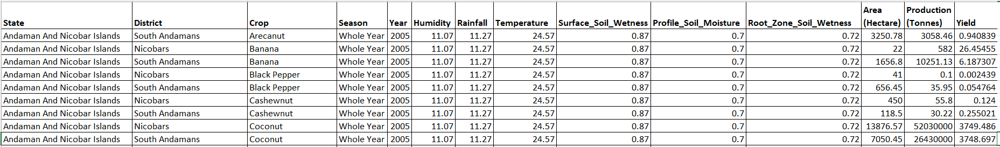 State District Crop Season Year Humidity Rainfall Temperature Surface_Soil_Wetness Profile_Soil_Moisture Root_Zone_Soil_Wetness Area (Hectare) Production (Tonnes) Yield
Andaman And Nicobar Islands South Andamans Arecanut Whole Year 2005 11.07 11.27 24.57 0.87 0.7 0.72 3250.78 3058.46 0.940839
Andaman And Nicobar Islands Nicobars Banana Whole Year 2005 11.07 11.27 24.57 0.87 0.7 0.72 22 582 26.45455
Andaman And Nicobar Islands South Andamans Banana Whole Year 2005 11.07 11.27 24.57 0.87 0.7 0.72 1656.8 10251.13 6.187307
Andaman And Nicobar Islands Nicobars Black Pepper Whole Year 2005 11.07 11.27 24.57 0.87 0.7 0.72 41 0.1 0.002439
Andaman And Nicobar Islands South Andamans Black Pepper Whole Year 2005 11.07 11.27 24.57 0.87 0.7 0.72 656.45 35.95 0.054764
Andaman And Nicobar Islands Nicobars Cashewnut Whole Year 2005 11.07 11.27 24.57 0.87 0.7 0.72 450 55.8 0.124
Andaman And Nicobar Islands South Andamans Cashewnut Whole Year 2005 11.07 11.27 24.57 0.87 0.7 0.72 118.5 30.22 0.255021
Andaman And Nicobar Islands Nicobars Coconut Whole Year 2005 11.07 11.27 24.57 0.87 0.7 0.72 13876.57 52030000 3749.486
Andaman And Nicobar Islands South Andamans Coconut Whole Year 2005 11.07 11.27 24.57 0.87 0.7 0.72 7050.45 26430000 3748.697